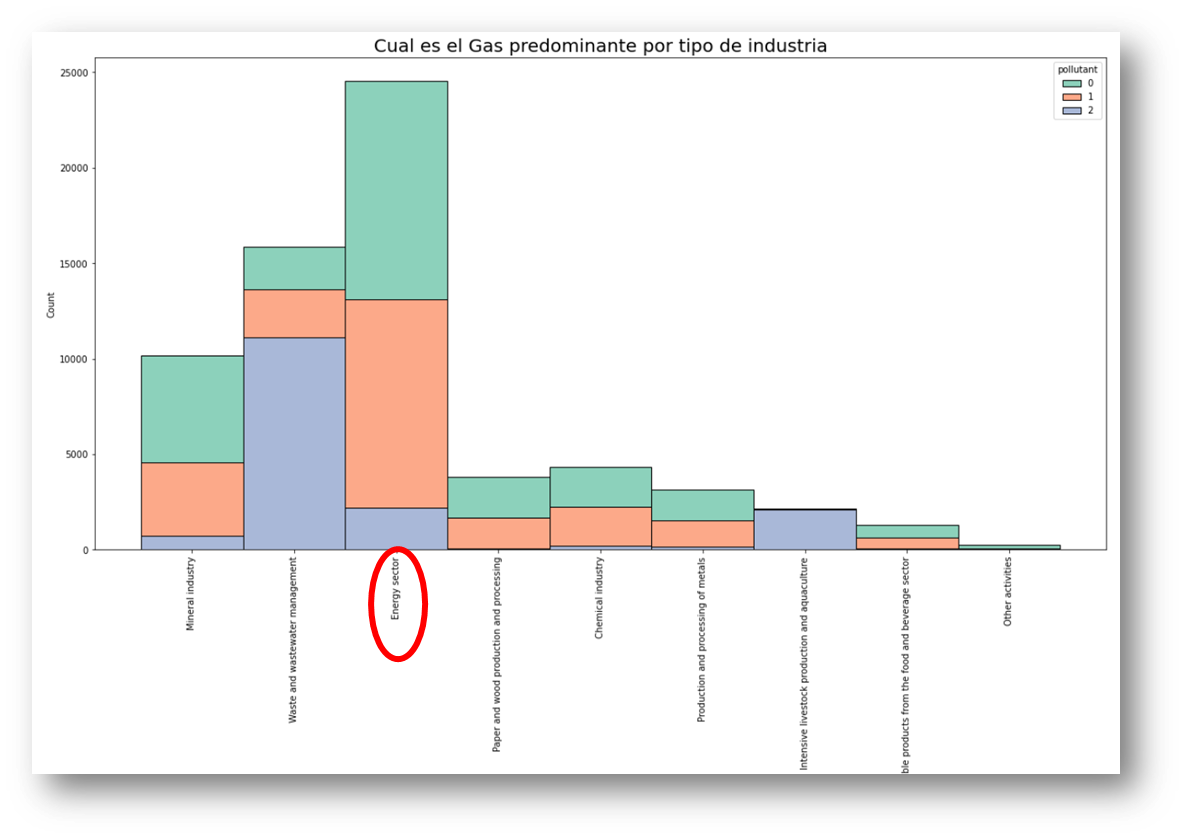 Cual es el Gas predominante por tipo de industria
pollutant
0
1
2
25000
20000
15000
10000
5000
0
Count
Mineral industry
Waste and wastewater management
Energy sector
Paper and wood production and processing
Chemical industry
Production and processing of metals
Intensive livestock production and aquaculture
ble products from the food and beverage sector
Other activities